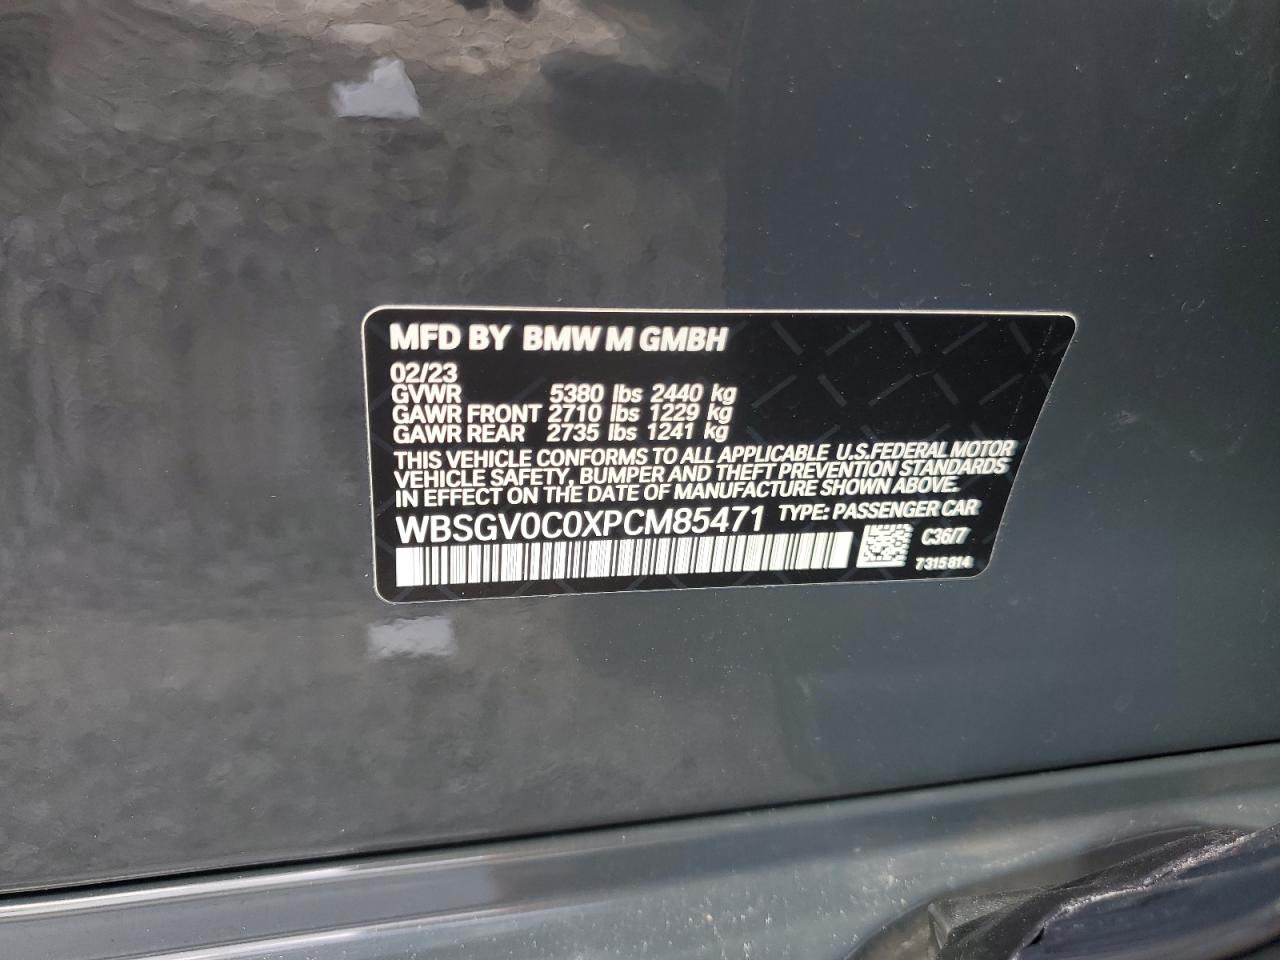 MFD BY BMW M GMBH
02/23
GVWR 5380 lbs 2440 kg
GAWR FRONT 2710 lbs 1229 kg
GAWR REAR 2735 lbs 1241 kg
THIS VEHICLE CONFORMS TO ALL APPLICABLE U.S.FEDERAL MOTOR
VEHICLE SAFETY, BUMPER AND THEFT PREVENTION STANDARDS
IN EFFECT ON THE DATE OF MANUFACTURE SHOWN ABOVE.
WBSGV0C0XPCM85471 TYPE: PASSENGER CAR
C36/7
7315814